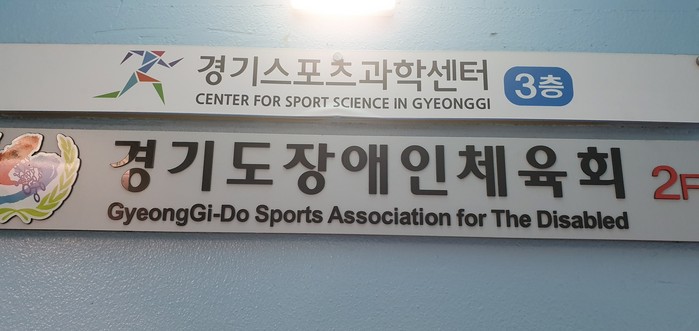 경기스포츠과학센터 3층
CENTER FOR SPORT SCIENCE IN GYEONGGI
경기도장애인체육회 2F
GyeongGi-Do Sports Association for The Disabled